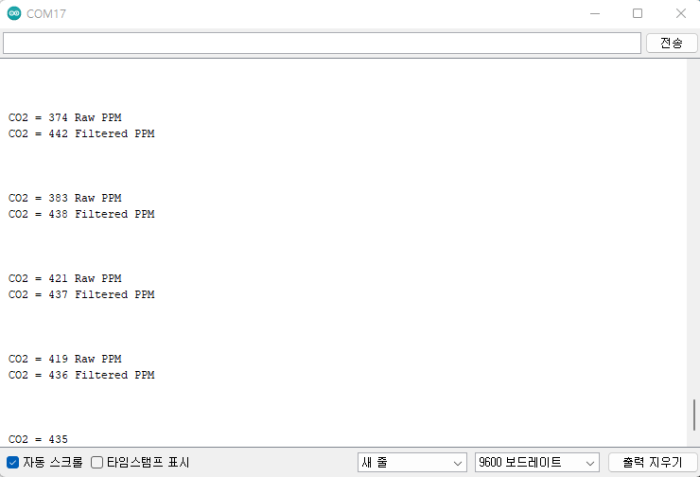 COM17
전송
CO2 = 374 Raw PPM
CO2 = 442 Filtered PPM
CO2 = 383 Raw PPM
CO2 = 438 Filtered PPM
CO2 = 421 Raw PPM
CO2 = 437 Filtered PPM
CO2 = 419 Raw PPM
CO2 = 436 Filtered PPM
CO2 = 435
자동 스크롤 타임스탬프 표시 새 줄 9600 보드레이트 출력 지우기